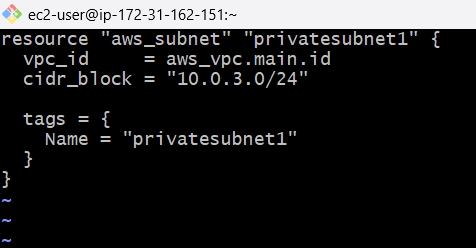 ec2-user@ip-172-31-162-151:~
resource "aws_subnet" "privatesubnet1" {
  vpc_id     = aws_vpc.main.id
  cidr_block = "10.0.3.0/24"

  tags = {
    Name = "privatesubnet1"
  }
}
~
~
~